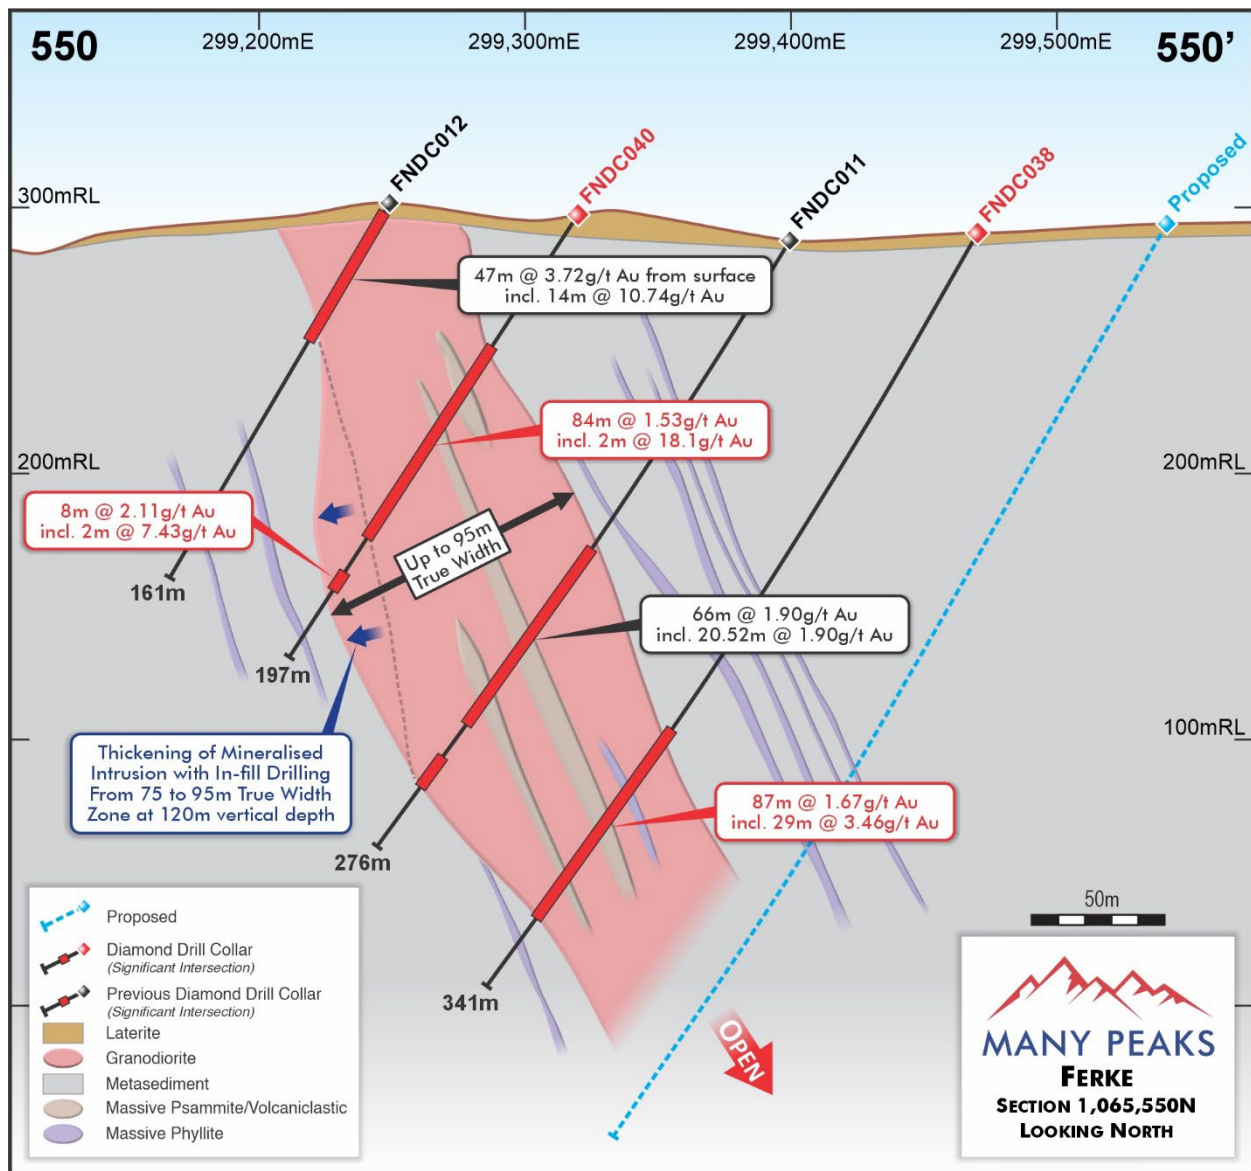 550
299,200mE
299,300mE
299,400mE
299,500mE
550’
FNDC012
FNDC040
FNDC011
FNDC038
Proposed
300mRL
47m @ 3.72g/t Au from surface
incl. 14m @ 10.74g/t Au
84m @ 1.53g/t Au
incl. 2m @ 18.1g/t Au
200mRL
200mRL
8m @ 2.11g/t Au
incl. 2m @ 7.43g/t Au
Up to 95m
True Width
161m
66m @ 1.90g/t Au
incl. 20.52m @ 1.90g/t Au
197m
Thickening of Mineralised
Intrusion with In-fill Drilling
From 75 to 95m True Width
Zone at 120m vertical depth
100mRL
87m @ 1.67g/t Au
incl. 29m @ 3.46g/t Au
276m
341m
OPEN
50m
Proposed
Diamond Drill Collar
(Significant Intersection)
Previous Diamond Drill Collar
(Significant Intersection)
Laterite
Granodiorite
Metasediment
Massive Psammite/Volcaniclastic
Massive Phyllite
MANY PEAKS
FERKE
SECTION 1,065,550N
LOOKING NORTH